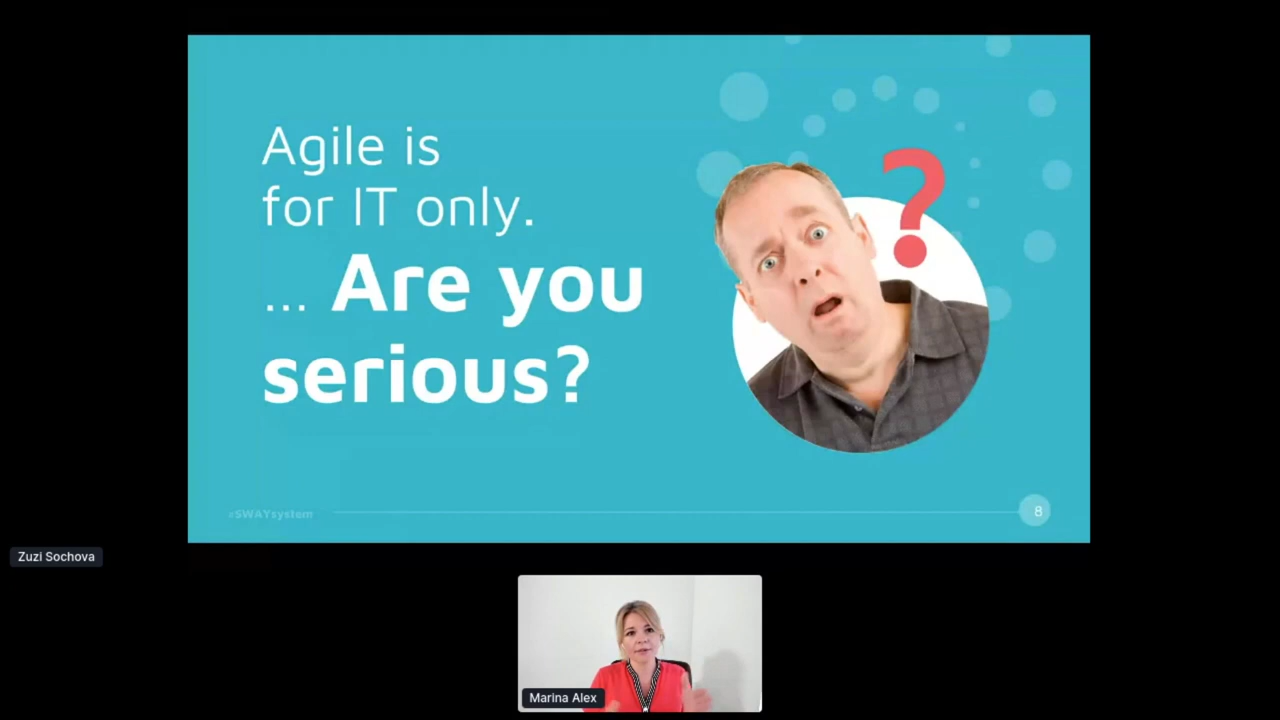 Agile is
for IT only.
... Are you
serious?
?
#SWAYsystem
8
Zuzi Sochova
Marina Alex